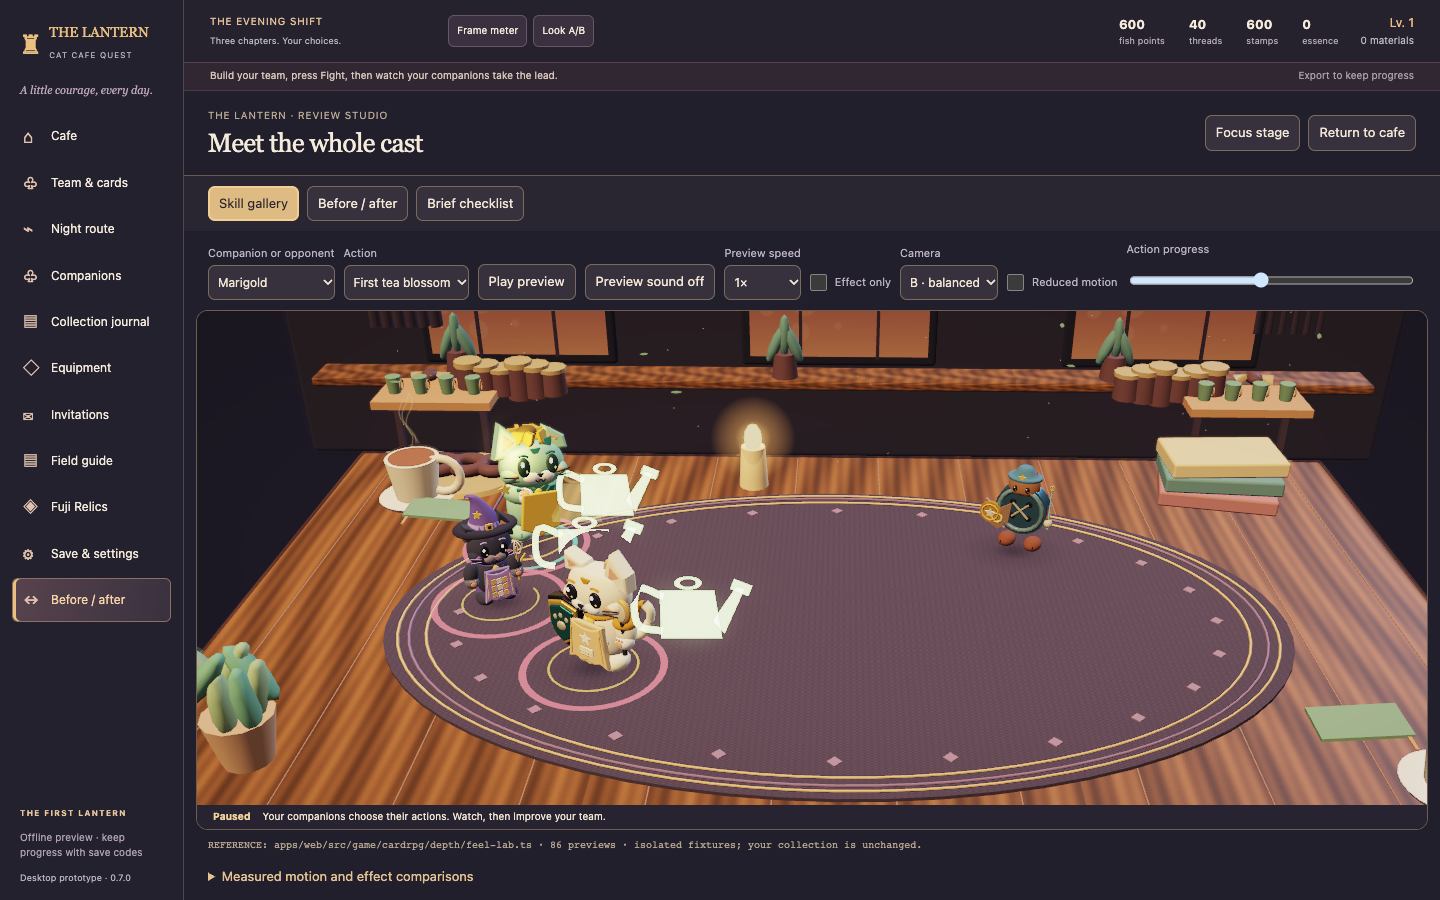 THE LANTERN
CAT CAFE QUEST
A little courage, every day.
Cafe
Team & cards
Night route
Companions
Collection journal
Equipment
Invitations
Field guide
Fuji Relics
Save & settings
Before / after
THE FIRST LANTERN
Offline preview · keep
progress with save codes
Desktop prototype · 0.7.0
THE EVENING SHIFT
Three chapters. Your choices.
Frame meter
Look A/B
600
fish points
40
threads
600
stamps
0
essence
Lv. 1
0 materials
Build your team, press Fight, then watch your companions take the lead.
Export to keep progress
THE LANTERN · REVIEW STUDIO
Meet the whole cast
Focus stage
Return to cafe
Skill gallery
Before / after
Brief checklist
Companion or opponent
Marigold
Action
First tea blossom
Play preview
Preview sound off
Preview speed
1x
Effect only
Camera
B · balanced
Reduced motion
Action progress
Paused Your companions choose their actions. Watch, then improve your team.
REFERENCE: apps/web/src/game/cardrpg/depth/feel-lab.ts · 86 previews · isolated fixtures; your collection is unchanged.
Measured motion and effect comparisons